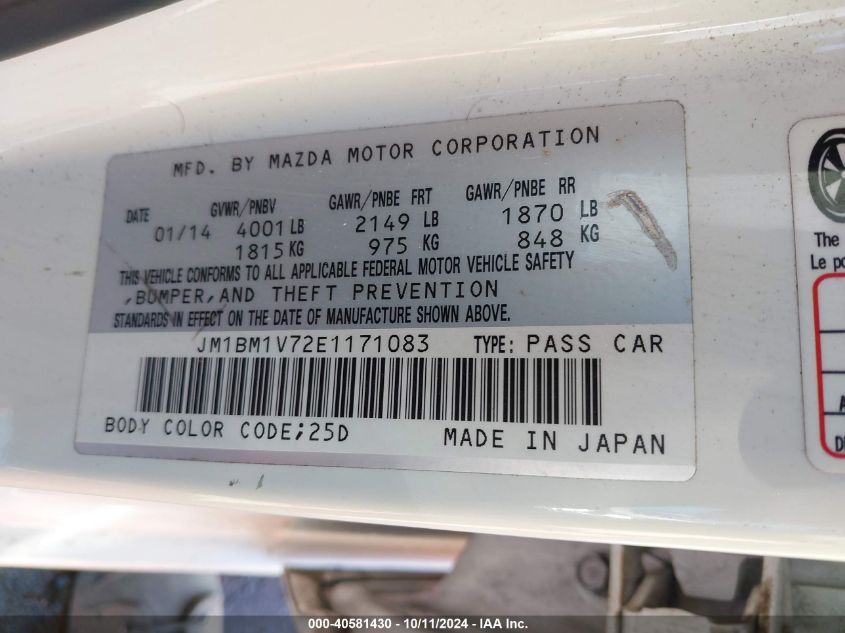 MFD. BY MAZDA MOTOR CORPORATION
DATE GVWR/PNBV GAWR/PNBE FRT GAWR/PNBE RR
01/14 4001 LB 2149 LB 1870 LB
1815 KG 975 KG 848 KG
THIS VEHICLE CONFORMS TO ALL APPLICABLE FEDERAL MOTOR VEHICLE SAFETY
,BUMPER,AND THEFT PREVENTION
STANDARDS IN EFFECT ON THE DATE OF MANUFACTURE SHOWN ABOVE.
JM1BM1V72E1171083 TYPE: PASS CAR
BODY COLOR CODE;25D MADE IN JAPAN
The
Le po
000-40581430 - 10/11/2024 - IAA Inc.